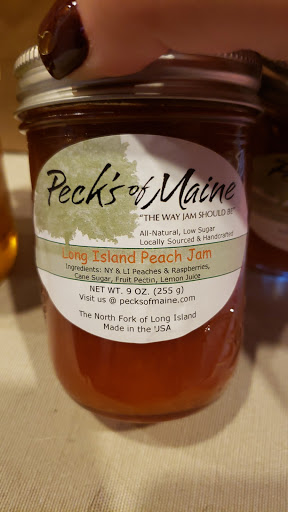 Peck's of Maine
"THE WAY JAM SHOULD BE"
All-Natural, Low Sugar
Locally Sourced & Handcrafted
Long Island Peach Jam
Ingredients: NY & LI Peaches & Raspberries,
Cane Sugar, Fruit Pectin, Lemon Juice
NET WT. 9 OZ. (255 g)
Visit us @ pecksofmaine.com
The North Fork of Long Island
Made in the USA